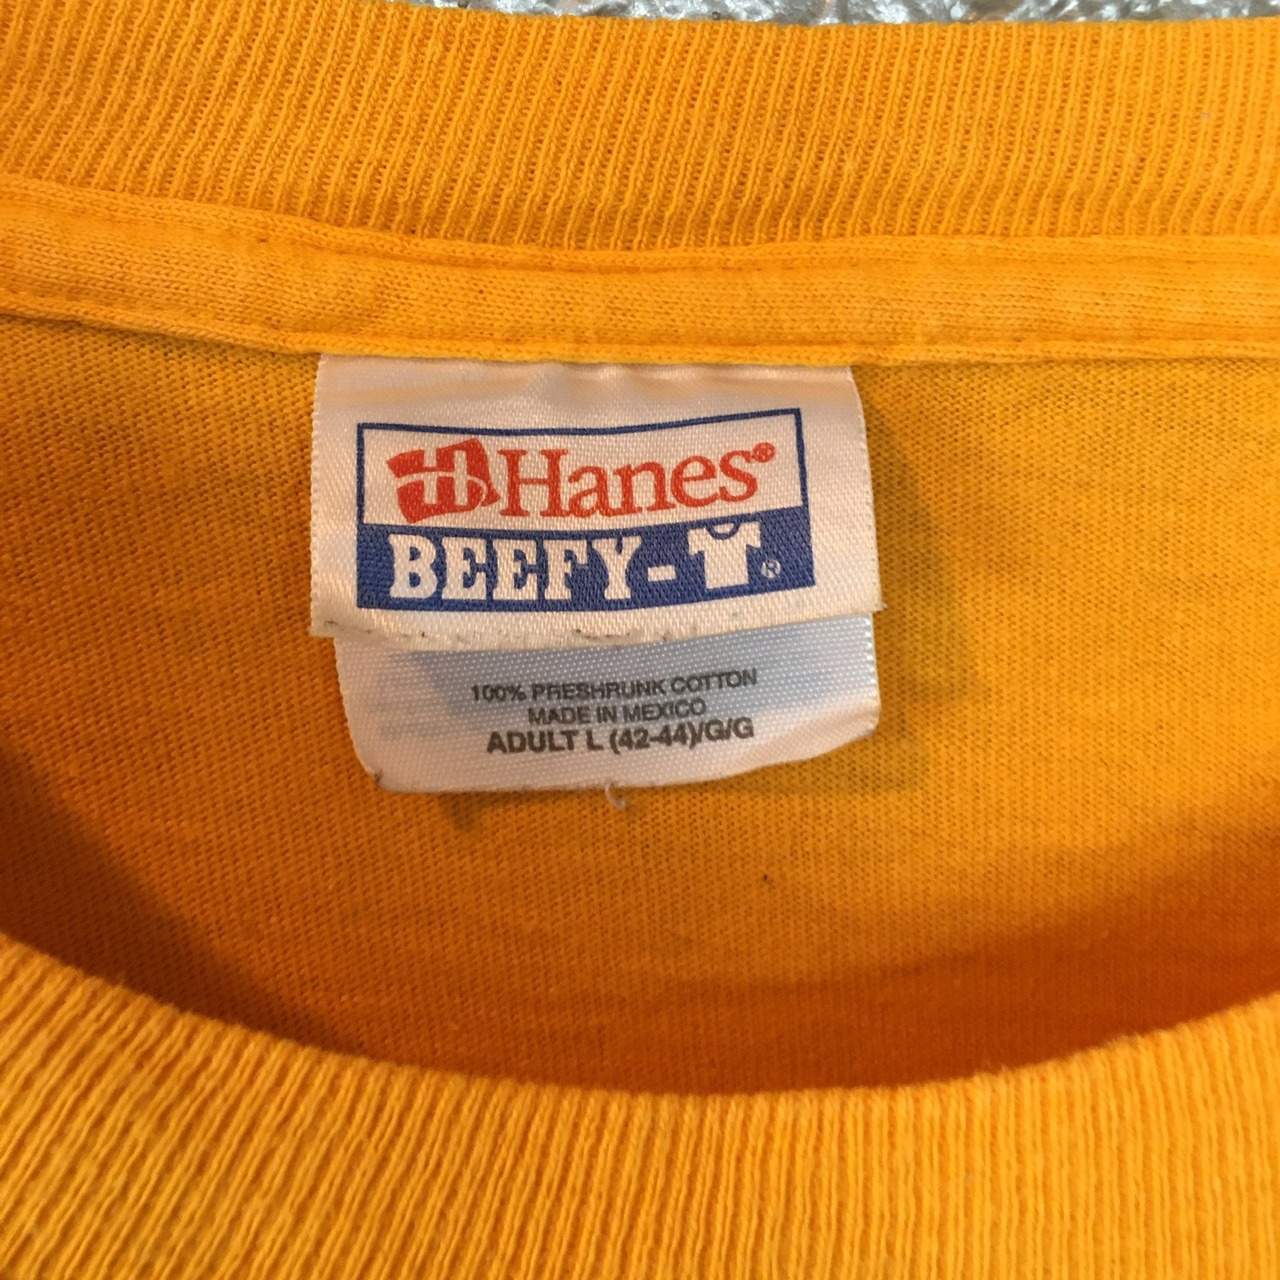 Hanes®
BEEFY-T®
100% PRESHRUNK COTTON
MADE IN MEXICO
ADULT L (42-44)/G/G